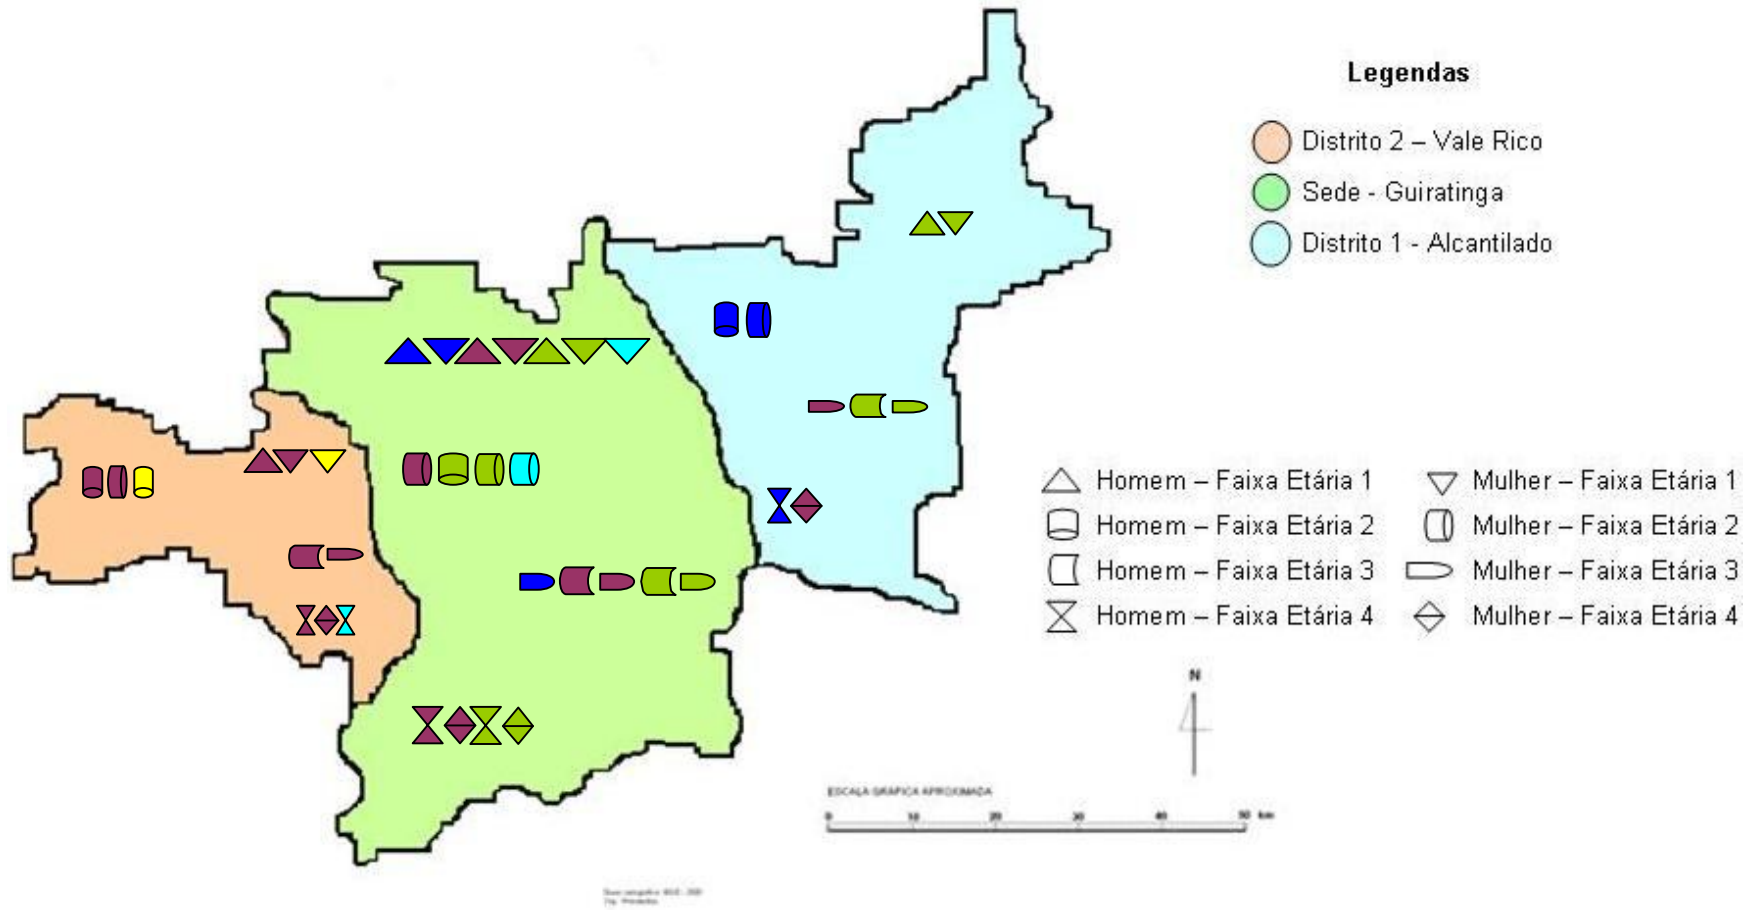 Legendas
Distrito 2 – Vale Rico
Sede - Guiratinga
Distrito 1 - Alcantilado
Homem – Faixa Etária 1
Mulher – Faixa Etária 1
Homem – Faixa Etária 2
Mulher – Faixa Etária 2
Homem – Faixa Etária 3
Mulher – Faixa Etária 3
Homem – Faixa Etária 4
Mulher – Faixa Etária 4
N
ESCALA GRÁFICA APROXIMADA
0 10 20 30 40 50 km